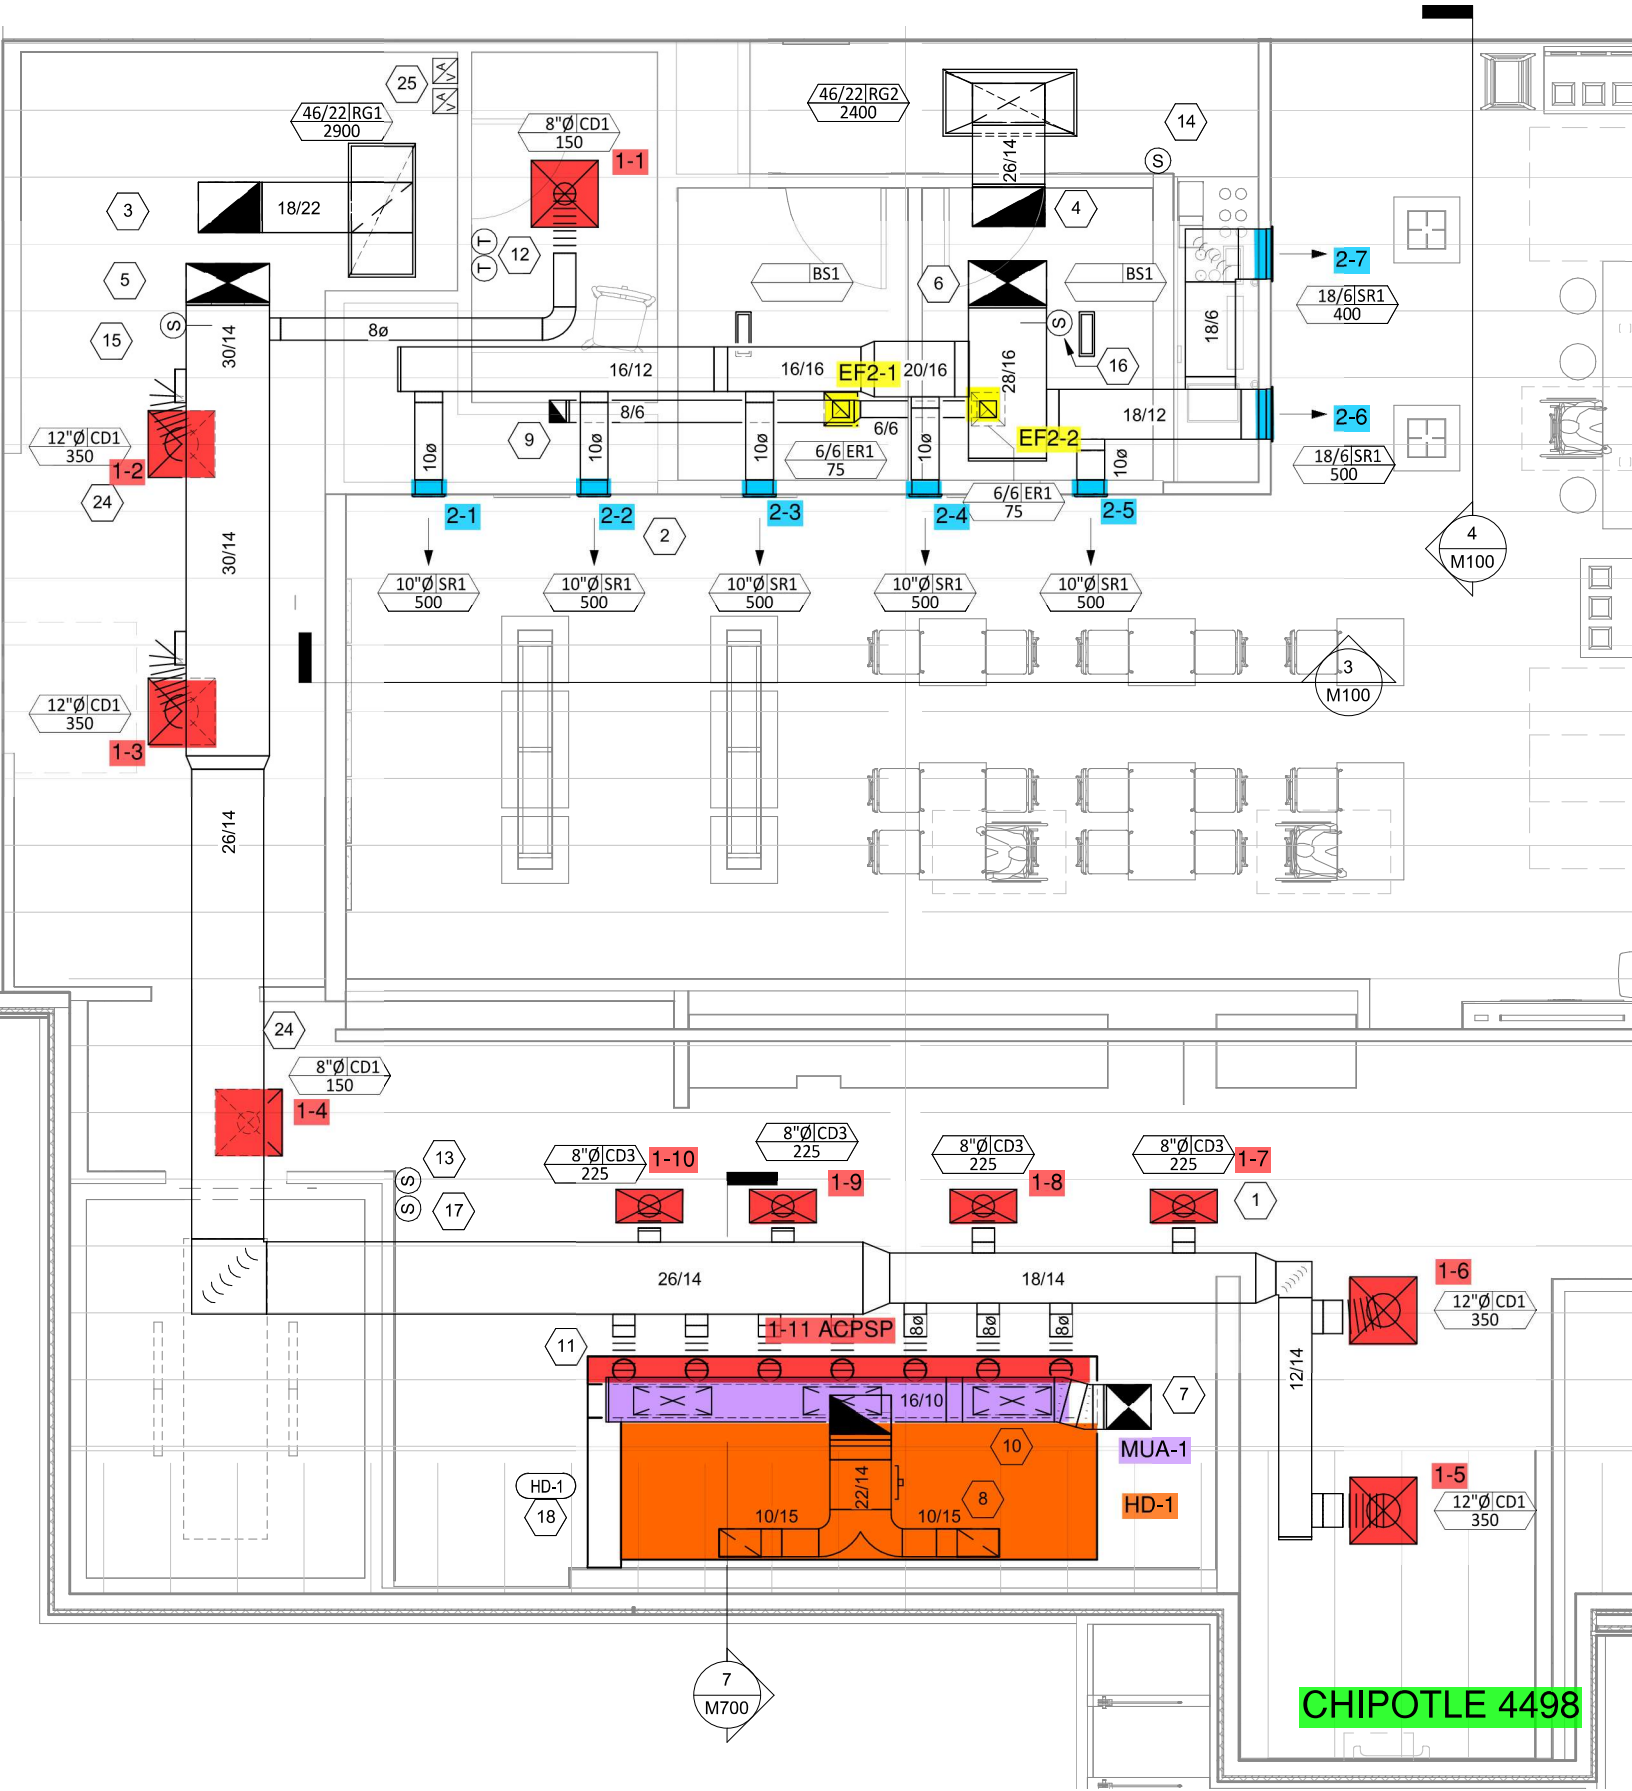 25
46/22 RG1
2900
8"Ø CD1
150
1-1
46/22 RG2
2400
14
S
26/14
3
18/22
4
T
T
12
5
BS1
6
BS1
2-7
18/6 SR1
400
15
S
30/14
8ø
S
18/6
16
16/12
16/16
EF2-1
20/16
28/16
8/6
6/6
18/12
2-6
EF2-2
12"Ø CD1
350
1-2
24
9
10ø
10ø
10ø
10ø
10ø
6/6 ER1
75
18/6 SR1
500
6/6 ER1
75
2-1
2-2
2-3
2-4
2-5
2
30/14
4
M100
10"Ø SR1
500
10"Ø SR1
500
10"Ø SR1
500
10"Ø SR1
500
10"Ø SR1
500
3
M100
12"Ø CD1
350
1-3
26/14
24
8"Ø CD1
150
1-4
13
S
S
17
8"Ø CD3
225
1-10
8"Ø CD3
225
1-9
8"Ø CD3
225
1-8
8"Ø CD3
225
1-7
1
26/14
18/14
1-6
12"Ø CD1
350
11
1-11 ACPSP
8ø
8ø
8ø
12/14
16/10
7
10
MUA-1
HD-1
18
22/14
8
10/15
10/15
HD-1
1-5
12"Ø CD1
350
7
M700
CHIPOTLE 4498